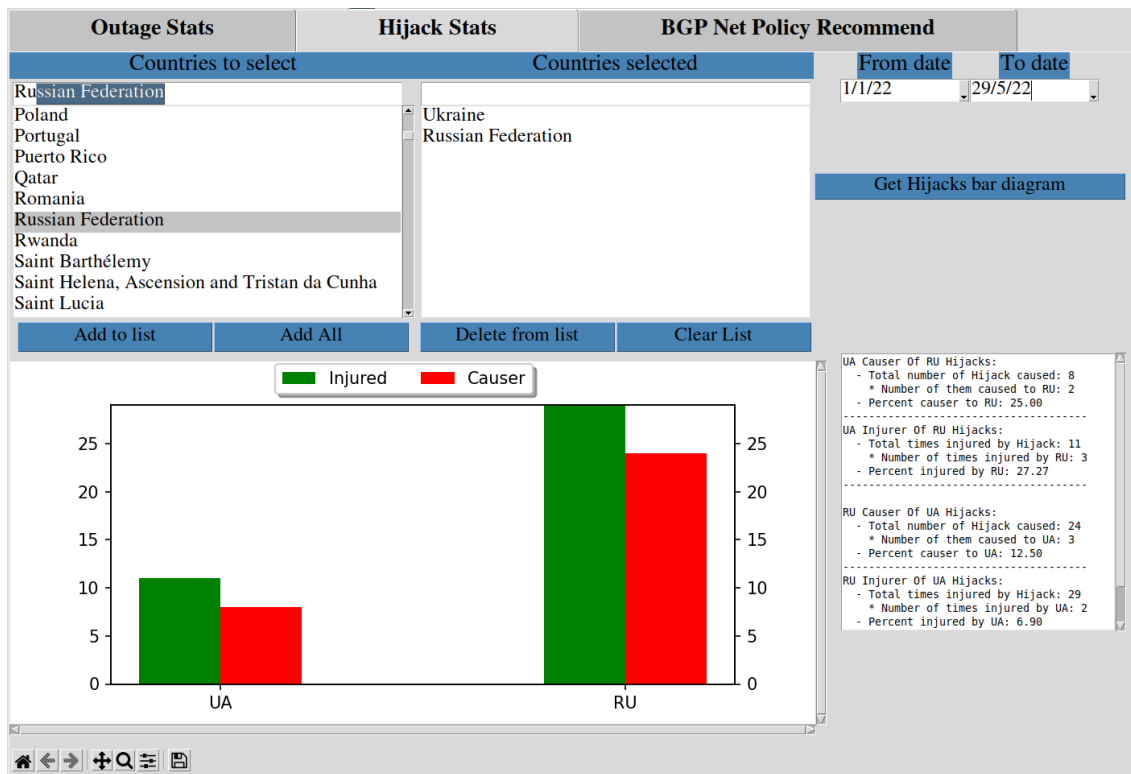 Outage Stats
Hijack Stats
BGP Net Policy Recommend
Countries to select
Countries selected
From date
To date
Russian Federation
1/1/22
29/5/22
Poland
Portugal
Puerto Rico
Qatar
Romania
Russian Federation
Rwanda
Saint Barthélemy
Saint Helena, Ascension and Tristan da Cunha
Saint Lucia
Ukraine
Russian Federation
Get Hijacks bar diagram
Add to list
Add All
Delete from list
Clear List
Injured
Causer
25
20
15
10
5
0
25
20
15
10
5
0
UA
RU
UA Causer Of RU Hijacks:
- Total number of Hijack caused: 8
* Number of them caused to RU: 2
- Percent causer to RU: 25.00
-------------------------------------
UA Injurer Of RU Hijacks:
- Total times injured by Hijack: 11
* Number of times injured by RU: 3
- Percent injured by RU: 27.27
-------------------------------------
RU Causer Of UA Hijacks:
- Total number of Hijack caused: 24
* Number of them caused to UA: 3
- Percent causer to UA: 12.50
-------------------------------------
RU Injurer Of UA Hijacks:
- Total times injured by Hijack: 29
* Number of times injured by UA: 2
- Percent injured by UA: 6.90